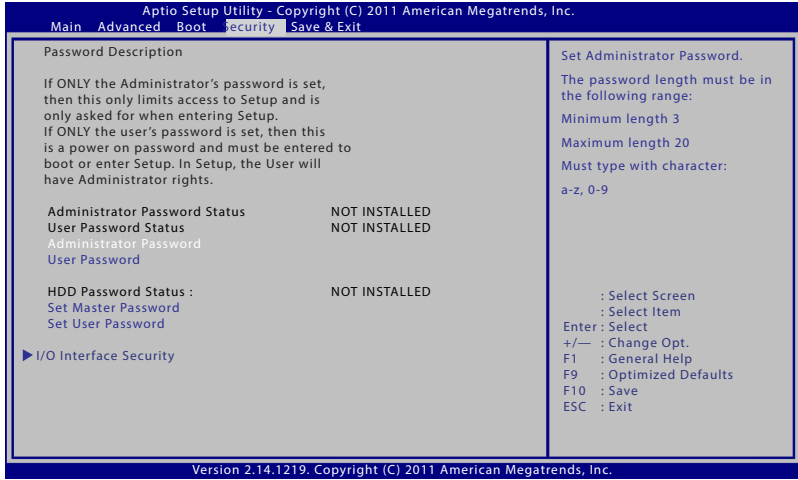 Aptio Setup Utility - Copyright (C) 2011 American Megatrends, Inc.
Main Advanced Boot Security Save & Exit
Password Description
If ONLY the Administrator's password is set,
then this only limits access to Setup and is
only asked for when entering Setup.
If ONLY the user's password is set, then this
is a power on password and must be entered to
boot or enter Setup. In Setup, the User will
have Administrator rights.
Administrator Password Status NOT INSTALLED
User Password Status NOT INSTALLED
Administrator Password
User Password
HDD Password Status : NOT INSTALLED
Set Master Password
Set User Password
I/O Interface Security
Set Administrator Password.
The password length must be in
the following range:
Minimum length 3
Maximum length 20
Must type with character:
a-z, 0-9
: Select Screen
: Select Item
Enter : Select
+/— : Change Opt.
F1 : General Help
F9 : Optimized Defaults
F10 : Save
ESC : Exit
Version 2.14.1219. Copyright (C) 2011 American Megatrends, Inc.